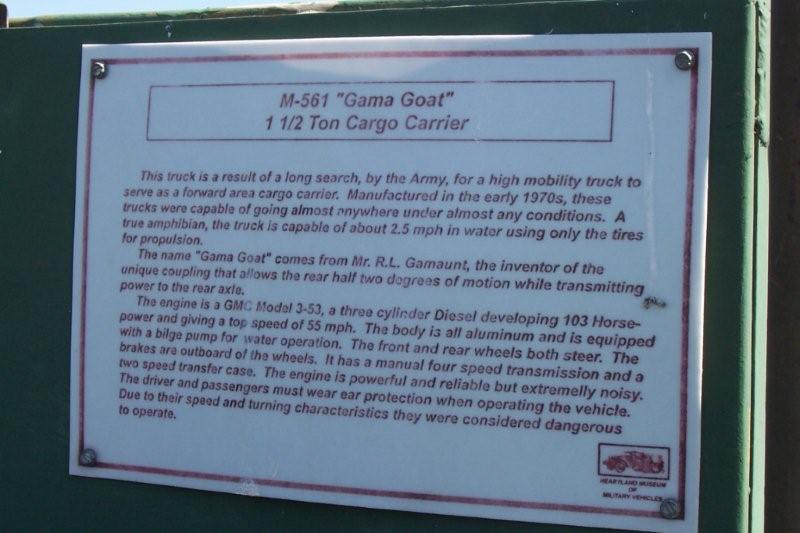 M-561 "Gama Goat"
1 1/2 Ton Cargo Carrier
This truck is a result of a long search, by the Army, for a high mobility truck to
serve as a forward area cargo carrier. Manufactured in the early 1970s, these
trucks were capable of going almost anywhere under almost any conditions. A
true amphibian, the truck is capable of about 2.5 mph in water using only the tires
for propulsion.
The name "Gama Goat" comes from Mr. R.L. Gamaunt, the inventor of the
unique coupling that allows the rear half two degrees of motion while transmitting
power to the rear axle.
The engine is a GMC Model 3-53, a three cylinder Diesel developing 103 Horse-
power and giving a top speed of 55 mph. The body is all aluminum and is equipped
with a bilge pump for water operation. The front and rear wheels both steer. The
brakes are outboard of the wheels. It has a manual four speed transmission and a
two speed transfer case. The engine is powerful and reliable but extremelly noisy.
The driver and passengers must wear ear protection when operating the vehicle.
Due to their speed and turning characteristics they were considered dangerous
to operate.
HEARTLAND MUSEUM
OF
MILITARY VEHICLES